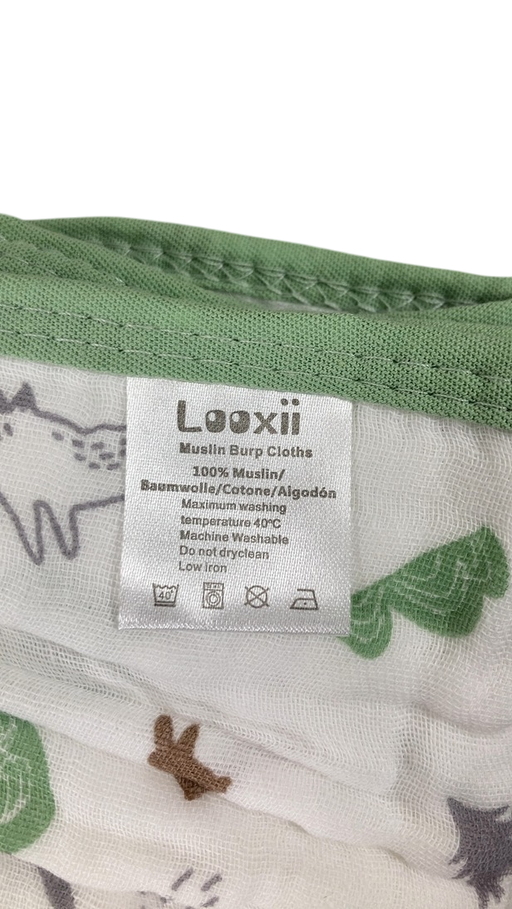 Looxii
Muslin Burp Cloths
100% Muslin/
Baumwolle/Cotone/Algodón
Maximum washing
temperature 40°C
Machine Washable
Do not dryclean
Low iron
40°